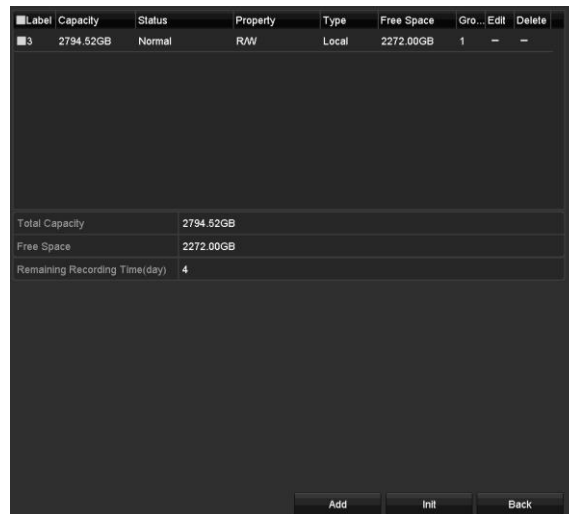 Label Capacity Status Property Type Free Space Gro... Edit Delete
3 2794.52GB Normal R/W Local 2272.00GB 1 – –
Total Capacity 2794.52GB
Free Space 2272.00GB
Remaining Recording Time(day) 4
Add Init Back